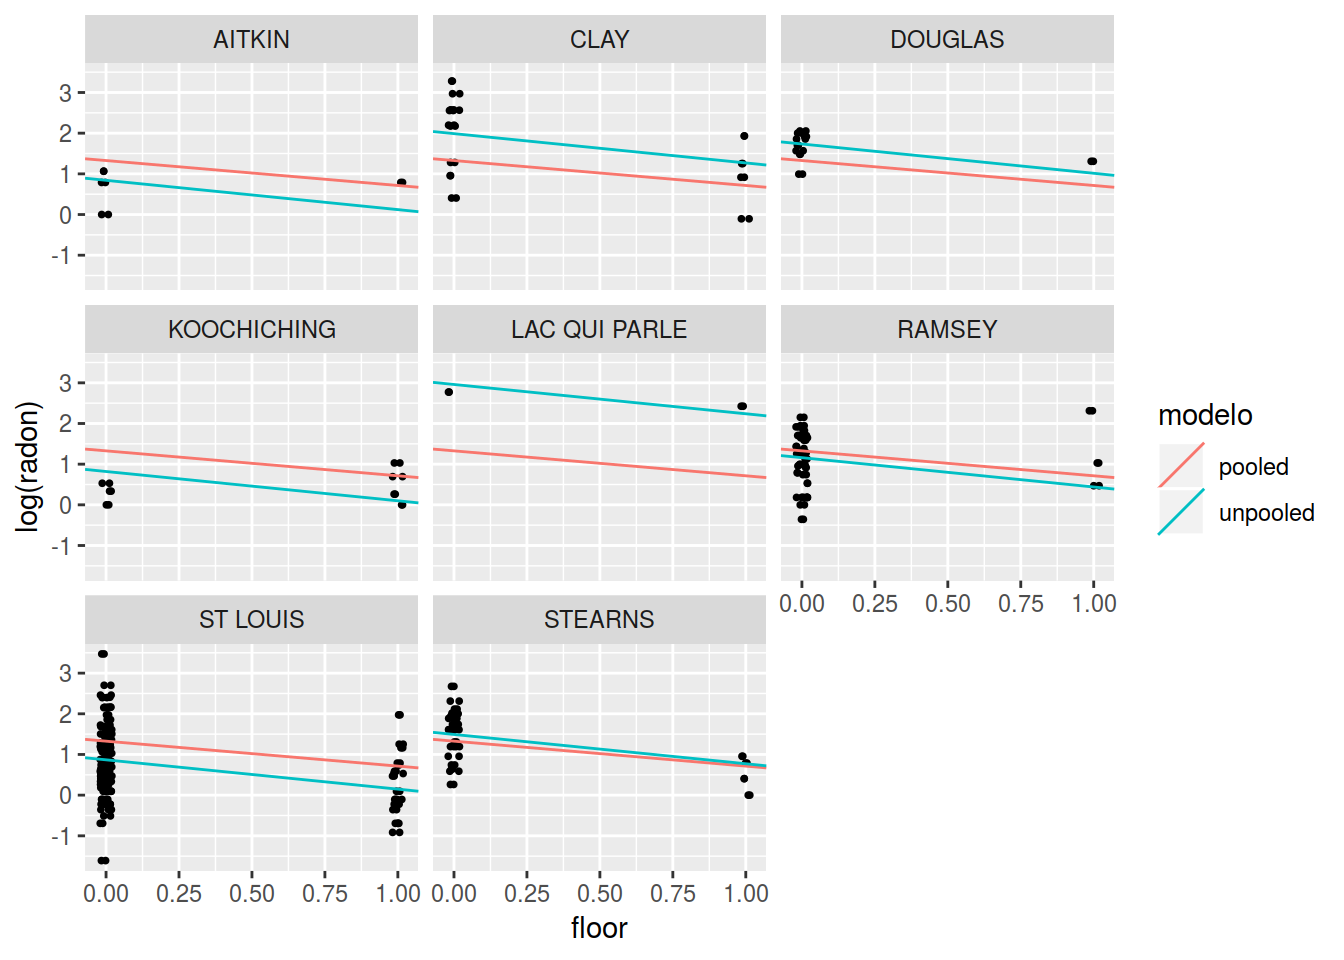 AITKIN CLAY DOUGLAS
3
2
1
0
-1
KOOCHICHING LAC QUI PARLE RAMSEY
3
2
1
0
-1
0.00 0.25 0.50 0.75 1.00
ST LOUIS STEARNS
3
2
1
0
-1
0.00 0.25 0.50 0.75 1.00 0.00 0.25 0.50 0.75 1.00
floor
log(radon)
modelo
pooled
unpooled